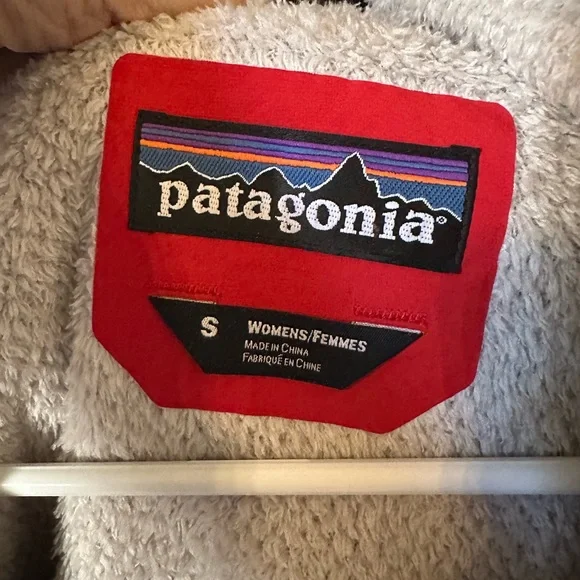 patagonia®
S
WOMENS/FEMMES
MADE IN CHINA
FABRIQUÉ EN CHINE